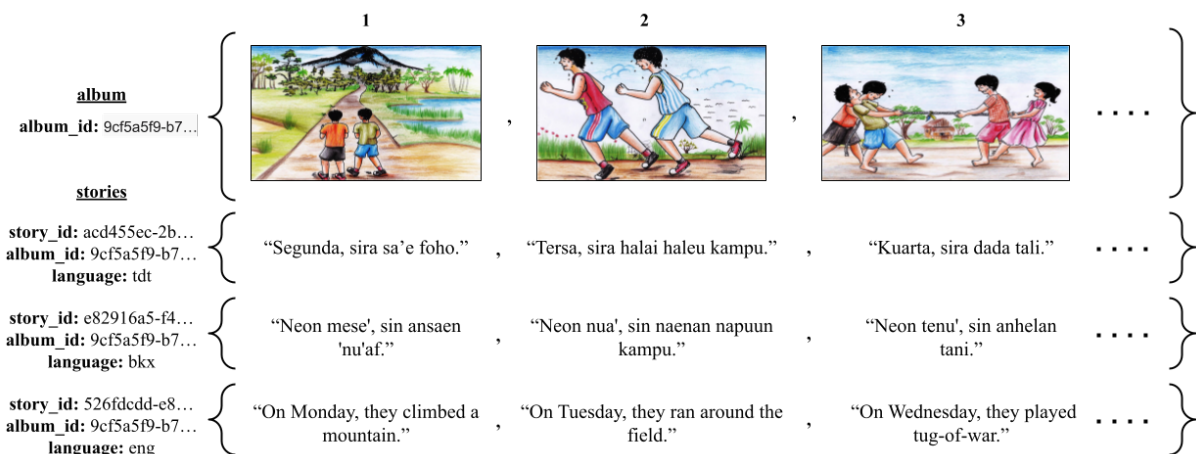 1 2 3
album
album_id: 9cf5a5f9-b7...
, , ....
stories
story_id: acd455ec-2b...
album_id: 9cf5a5f9-b7...
language: tdt
“Segunda, sira sa’e foho.” , “Tersa, sira halai haleu kampu.” , “Kuarta, sira dada tali.” ....
story_id: e82916a5-f4...
album_id: 9cf5a5f9-b7...
language: bkx
“Neon mese', sin ansaen
'nu'af.”
,
“Neon nua', sin naenan napuun
kampu.”
,
“Neon tenu', sin anhelan
tani.”
....
story_id: 526fdcdd-e8...
album_id: 9cf5a5f9-b7...
language: eng
“On Monday, they climbed a
mountain.”
,
“On Tuesday, they ran around the
field.”
,
“On Wednesday, they played
tug-of-war.”
....